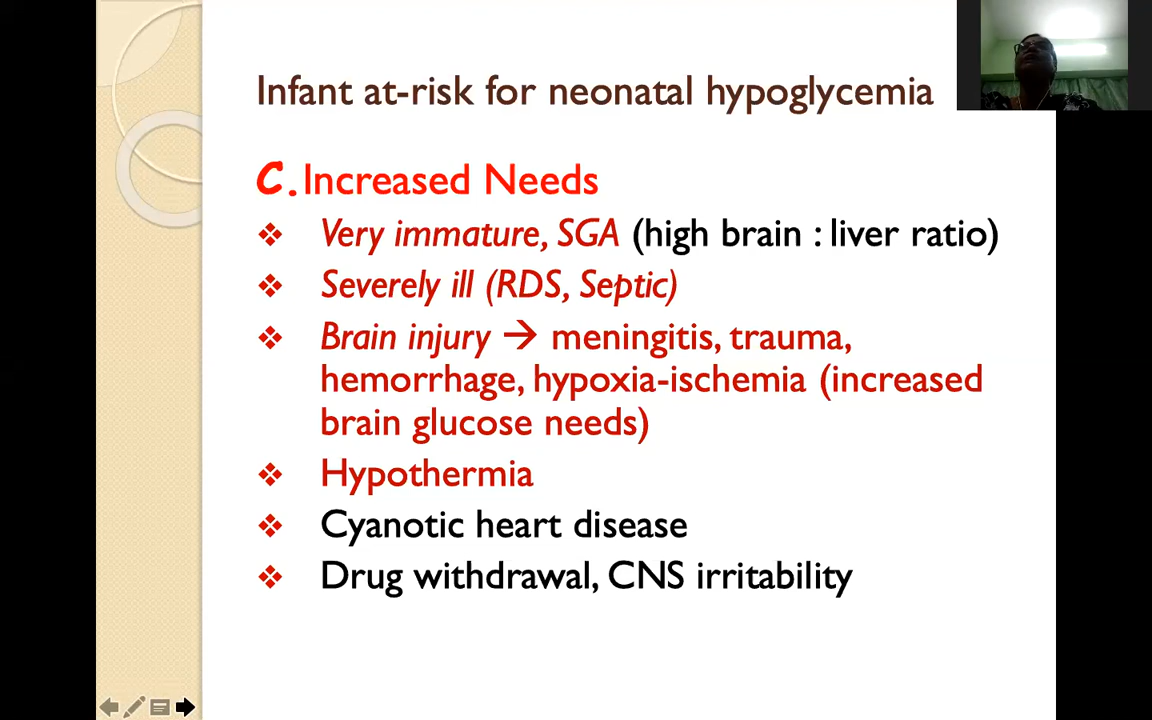 Infant at-risk for neonatal hypoglycemia
C. Increased Needs
❖ Very immature, SGA (high brain : liver ratio)
❖ Severely ill (RDS, Septic)
❖ Brain injury → meningitis, trauma,
hemorrhage, hypoxia-ischemia (increased
brain glucose needs)
❖ Hypothermia
❖ Cyanotic heart disease
❖ Drug withdrawal, CNS irritability